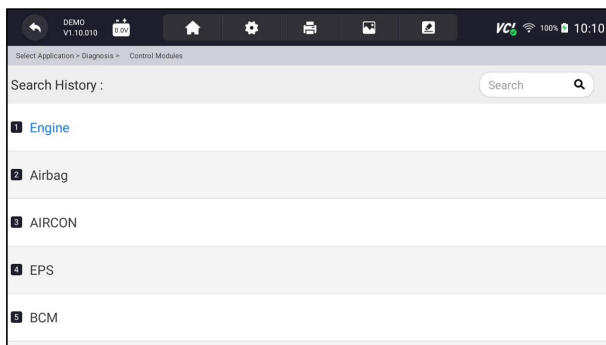 DEMO
V1.10.010
0.0V
VCI
100%
10:10
Select Application > Diagnosis > Control Modules
Search History :
Search
1 Engine
2 Airbag
3 AIRCON
4 EPS
5 BCM